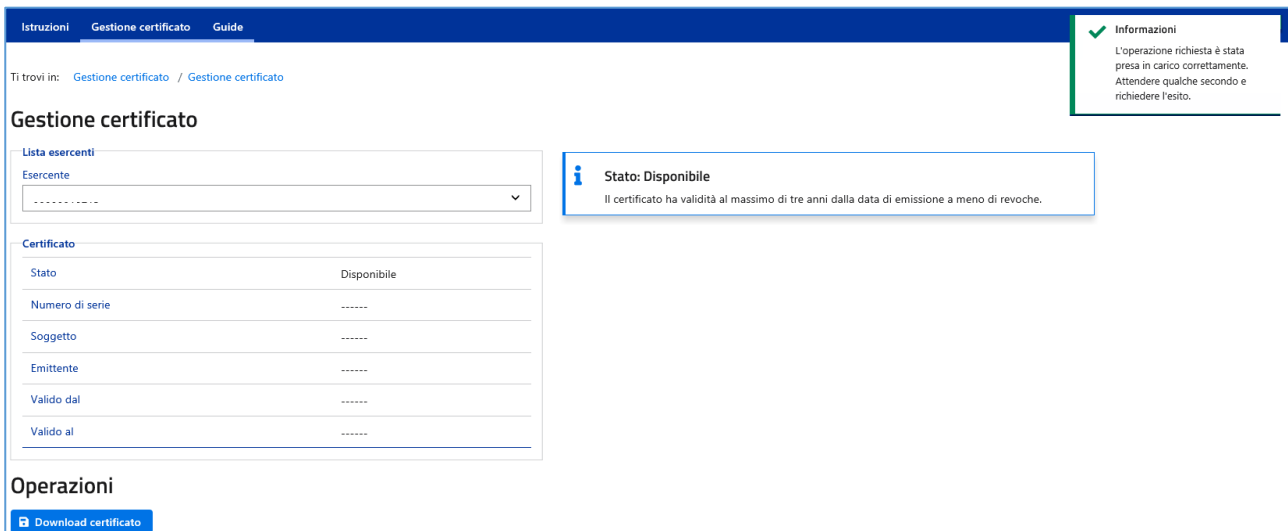 Istruzioni Gestione certificato Guide
Informazioni
L'operazione richiesta è stata
presa in carico correttamente.
Attendere qualche secondo e
richiedere l'esito.
Ti trovi in: Gestione certificato / Gestione certificato
Gestione certificato
Lista esercenti
Esercente
Stato: Disponibile
Il certificato ha validità al massimo di tre anni dalla data di emissione a meno di revoche.
Certificato
Stato Disponibile
Numero di serie ------
Soggetto ------
Emittente ------
Valido dal ------
Valido al ------
Operazioni
Download certificato